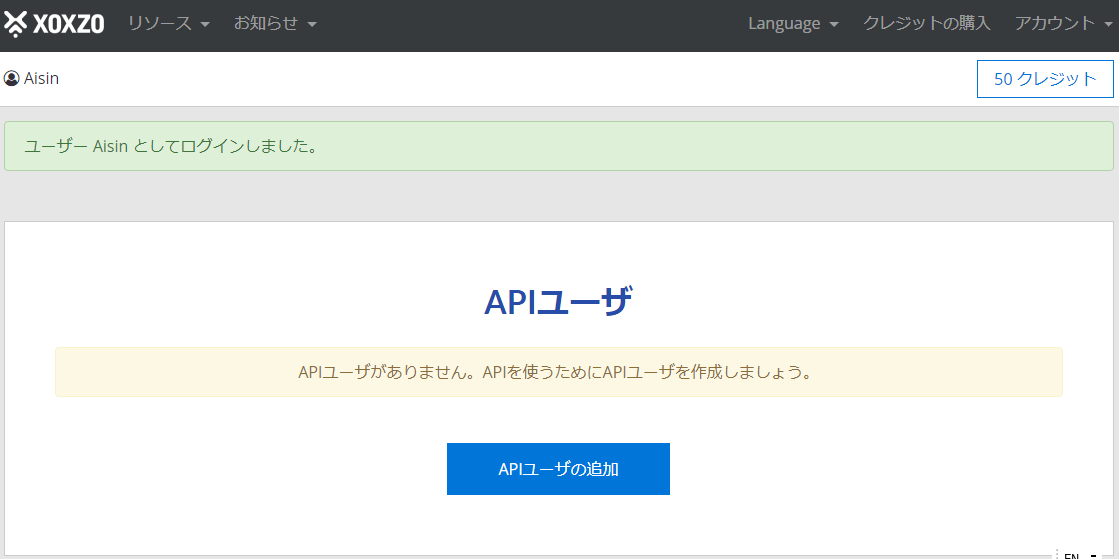 XOXZO リソース お知らせ Language クレジットの購入 アカウント
Aisin 50 クレジット
ユーザー Aisin としてログインしました。
APIユーザ
APIユーザがありません。APIを使うためにAPIユーザを作成しましょう。
APIユーザの追加
EN